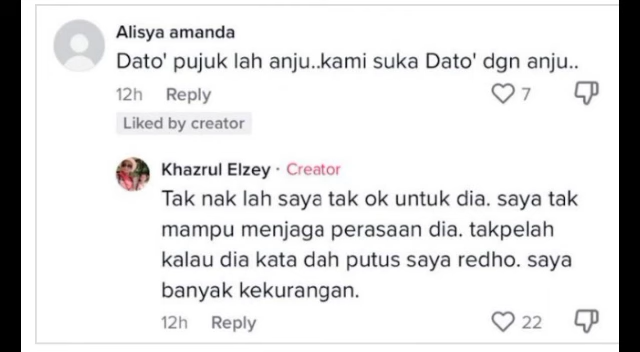 Alisya amanda
Dato' pujuk lah anju..kami suka Dato' dgn anju..
12h Reply 7
Liked by creator
Khazrul Elzey · Creator
Tak nak lah saya tak ok untuk dia. saya tak
mampu menjaga perasaan dia. takpelah
kalau dia kata dah putus saya redho. saya
banyak kekurangan.
12h Reply 22